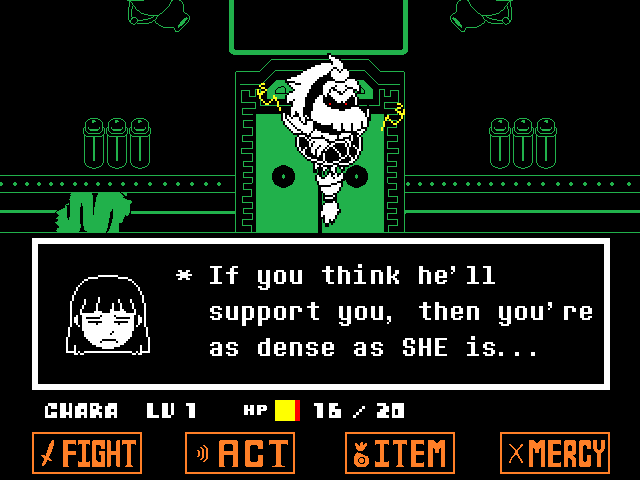 * If you think he'll
support you, then you're
as dense as SHE is...
CHARA LV 1 HP 16 / 20
FIGHT ACT ITEM MERCY